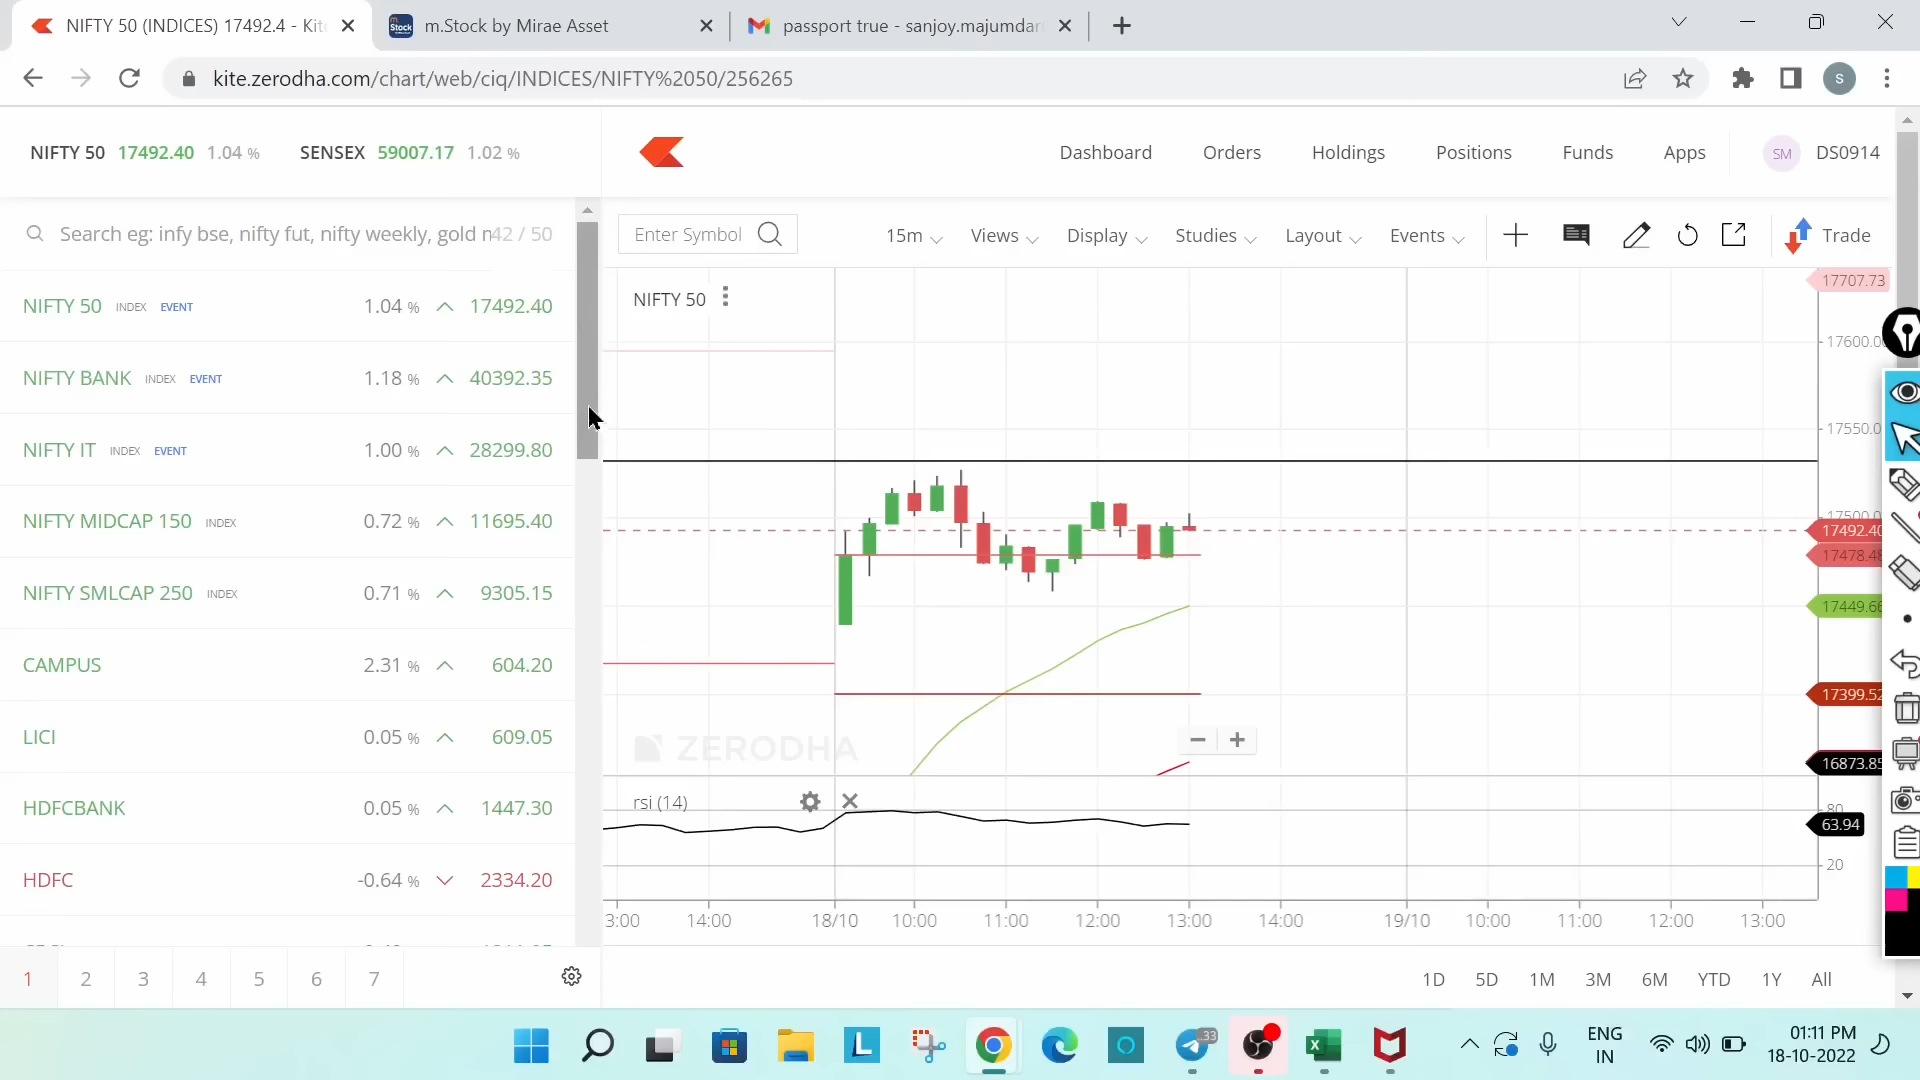 NIFTY 50 (INDICES) 17492.4 - Kit
m.Stock by Mirae Asset
passport true - sanjoy.majumdar
kite.zerodha.com/chart/web/ciq/INDICES/NIFTY%2050/256265
S
NIFTY 50 17492.40 1.04 % SENSEX 59007.17 1.02 %
Dashboard Orders Holdings Positions Funds Apps SM DS0914
Search eg: infy bse, nifty fut, nifty weekly, gold m 42 / 50
Enter Symbol 15m Views Display Studies Layout Events Trade
NIFTY 50 INDEX EVENT 1.04 % 17492.40
NIFTY BANK INDEX EVENT 1.18 % 40392.35
NIFTY IT INDEX EVENT 1.00 % 28299.80
NIFTY MIDCAP 150 INDEX 0.72 % 11695.40
NIFTY SMLCAP 250 INDEX 0.71 % 9305.15
CAMPUS 2.31 % 604.20
LICI 0.05 % 609.05
HDFCBANK 0.05 % 1447.30
HDFC -0.64 % 2334.20
NIFTY 50
17707.73
17600.0
17550.0
17500.0
17492.40
17478.48
17449.66
17399.52
16873.85
ZERODHA
rsi (14)
80
63.94
20
3:00 14:00 18/10 10:00 11:00 12:00 13:00 14:00 19/10 10:00 11:00 12:00 13:00
1 2 3 4 5 6 7
1D 5D 1M 3M 6M YTD 1Y All
33
ENG
IN
01:11 PM
18-10-2022